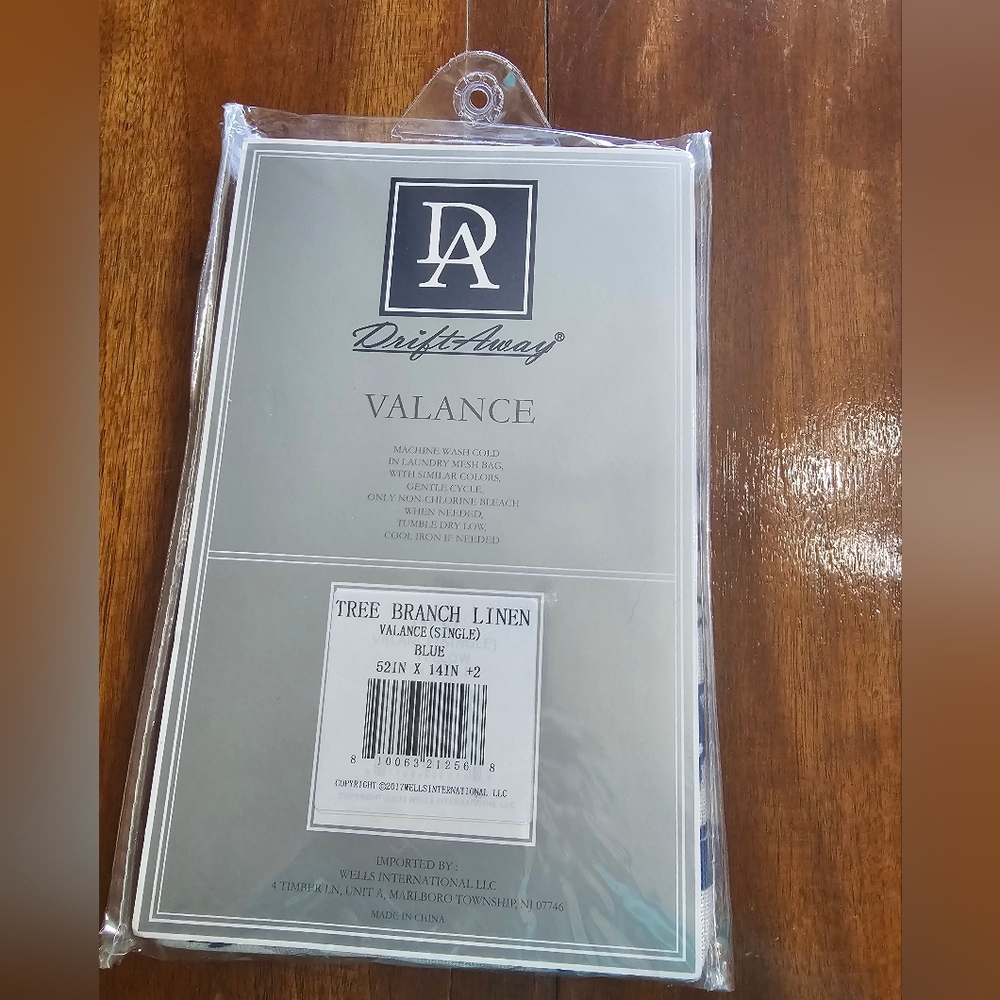 DA
Drift Away®
VALANCE
MACHINE WASH COLD
IN LAUNDRY MESH BAG,
WITH SIMILAR COLORS,
GENTLE CYCLE,
ONLY NON-CHLORINE BLEACH
WHEN NEEDED,
TUMBLE DRY LOW,
COOL IRON IF NEEDED
TREE BRANCH LINEN
VALANCE(SINGLE)
BLUE
52IN X 14IN +2
8 10063 21256 8
COPYRIGHT ©2017WELLSINTERNATIONAL LLC
IMPORTED BY :
WELLS INTERNATIONAL LLC
4 TIMBER LN, UNIT A, MARLBORO TOWNSHIP, NJ 07746
MADE IN CHINA